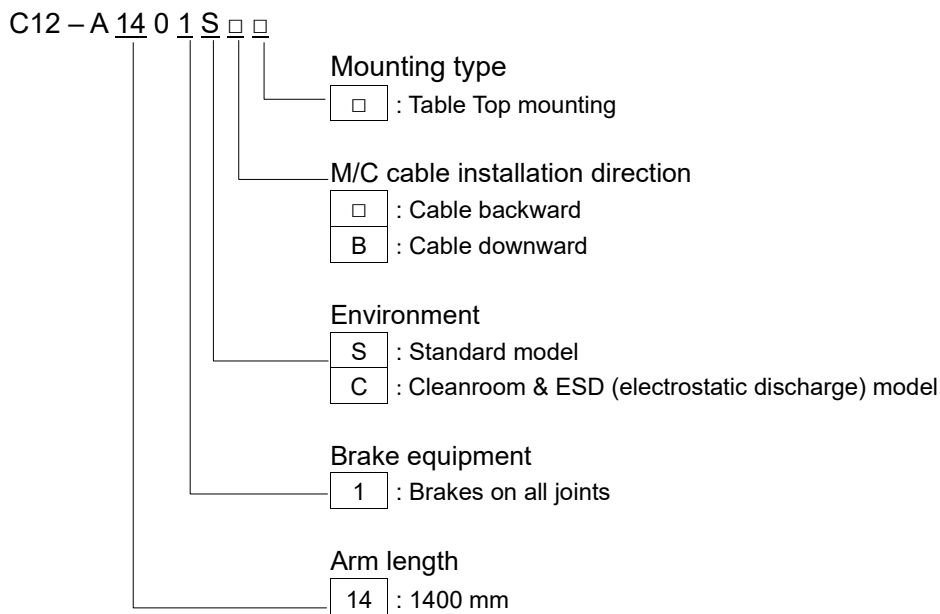 C12 – A 14 0 1 S □ □
Mounting type
□ : Table Top mounting
M/C cable installation direction
□ : Cable backward
B : Cable downward
Environment
S : Standard model
C : Cleanroom & ESD (electrostatic discharge) model
Brake equipment
1 : Brakes on all joints
Arm length
14 : 1400 mm